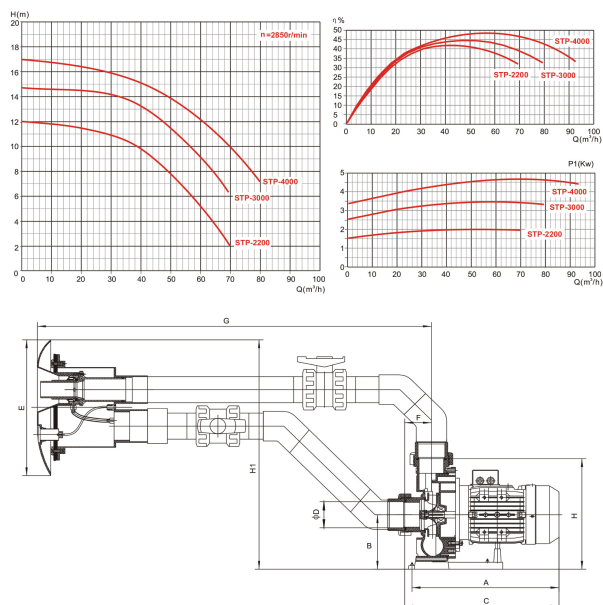 H(m)
n=2850r/min
20
18
16
14
12
10
8
6
4
2
0
STP-4000
STP-3000
STP-2200
0 10 20 30 40 50 60 70 80 90 100
Q(m³/h)
η %
50
45
40
35
30
25
20
15
10
5
0
STP-4000
STP-3000
STP-2200
0 10 20 30 40 50 60 70 80 90 100
Q(m³/h)
P1(Kw)
5
4
3
2
1
0
STP-4000
STP-3000
STP-2200
0 10 20 30 40 50 60 70 80 90 100
Q(m³/h)
G
E
F
H1
ϕD
B
H
A
C